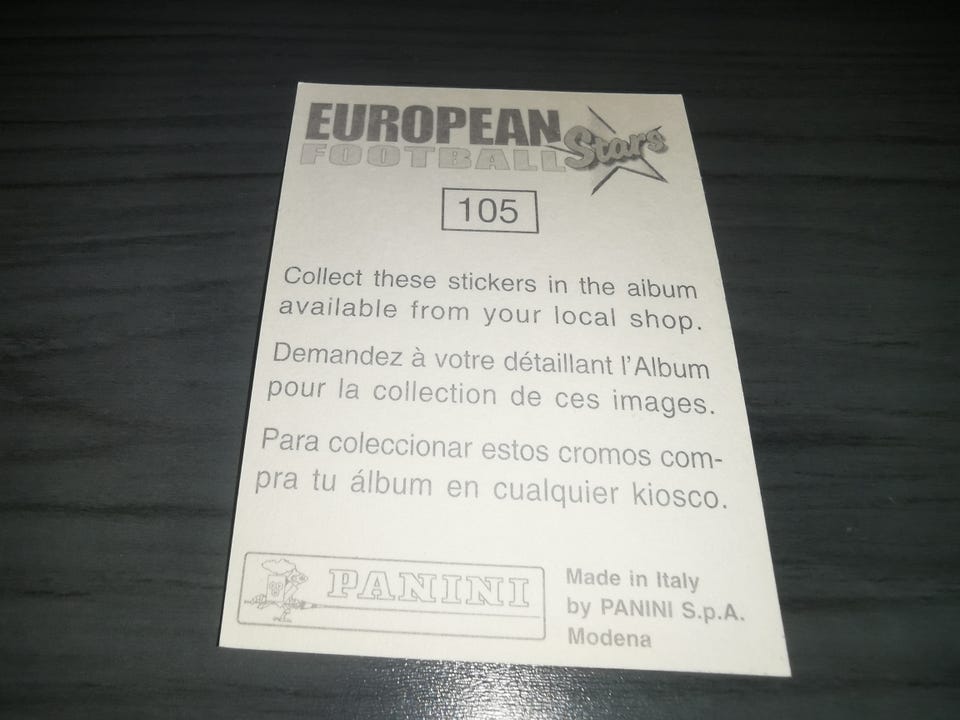 EUROPEAN
FOOTBALL Stars
105
Collect these stickers in the album
available from your local shop.
Demandez à votre détaillant l'Album
pour la collection de ces images.
Para coleccionar estos cromos com-
pra tu álbum en cualquier kiosco.
PANINI
Made in Italy
by PANINI S.p.A.
Modena